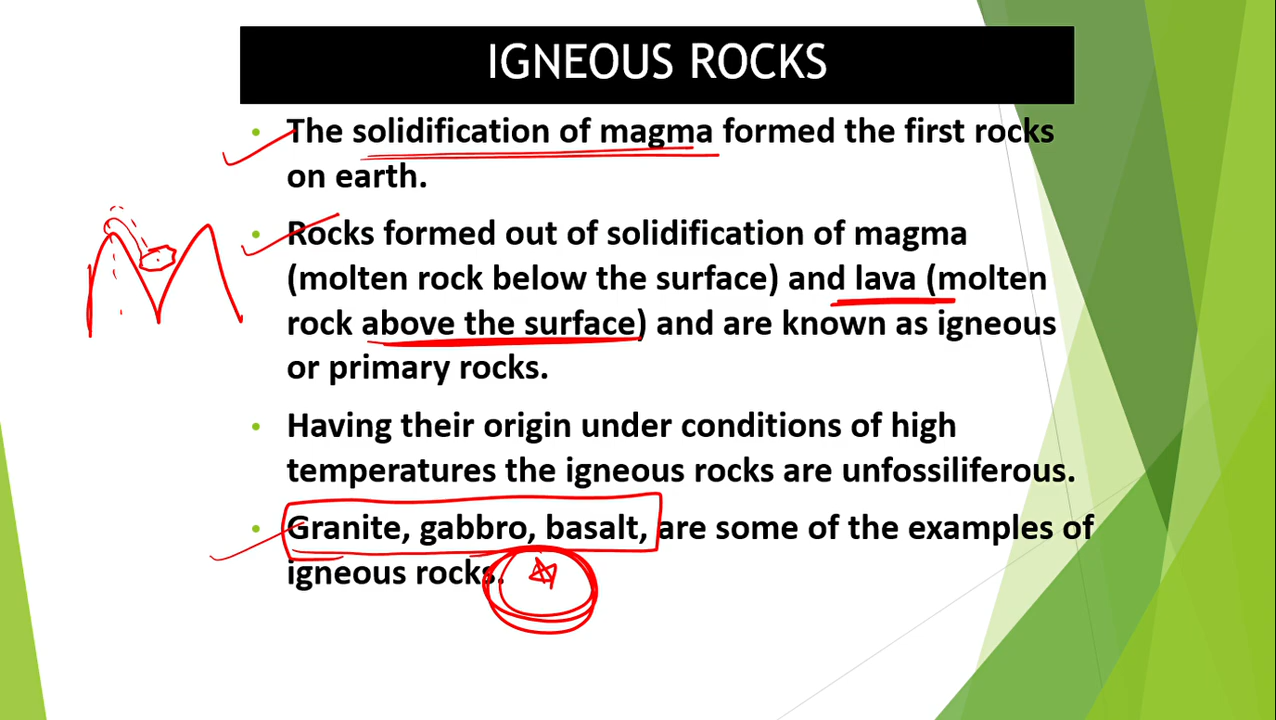 IGNEOUS ROCKS
• The solidification of magma formed the first rocks
on earth.
• Rocks formed out of solidification of magma
(molten rock below the surface) and lava (molten
rock above the surface) and are known as igneous
or primary rocks.
• Having their origin under conditions of high
temperatures the igneous rocks are unfossiliferous.
• Granite, gabbro, basalt, are some of the examples of
igneous rocks.